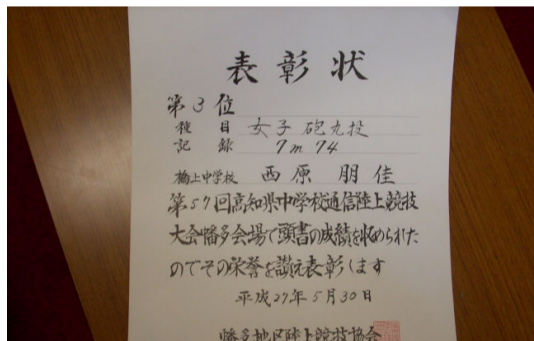 表彰状
第3位
種目 女子砲丸投
記録 7m74
橋上中学校 西原朋佳
第57回高知県中学校通信陸上競技
大会幡多会場で頭書の成績を収められた
のでその栄誉を讃え表彰します
平成27年5月30日
幡多地区陸上競技協会